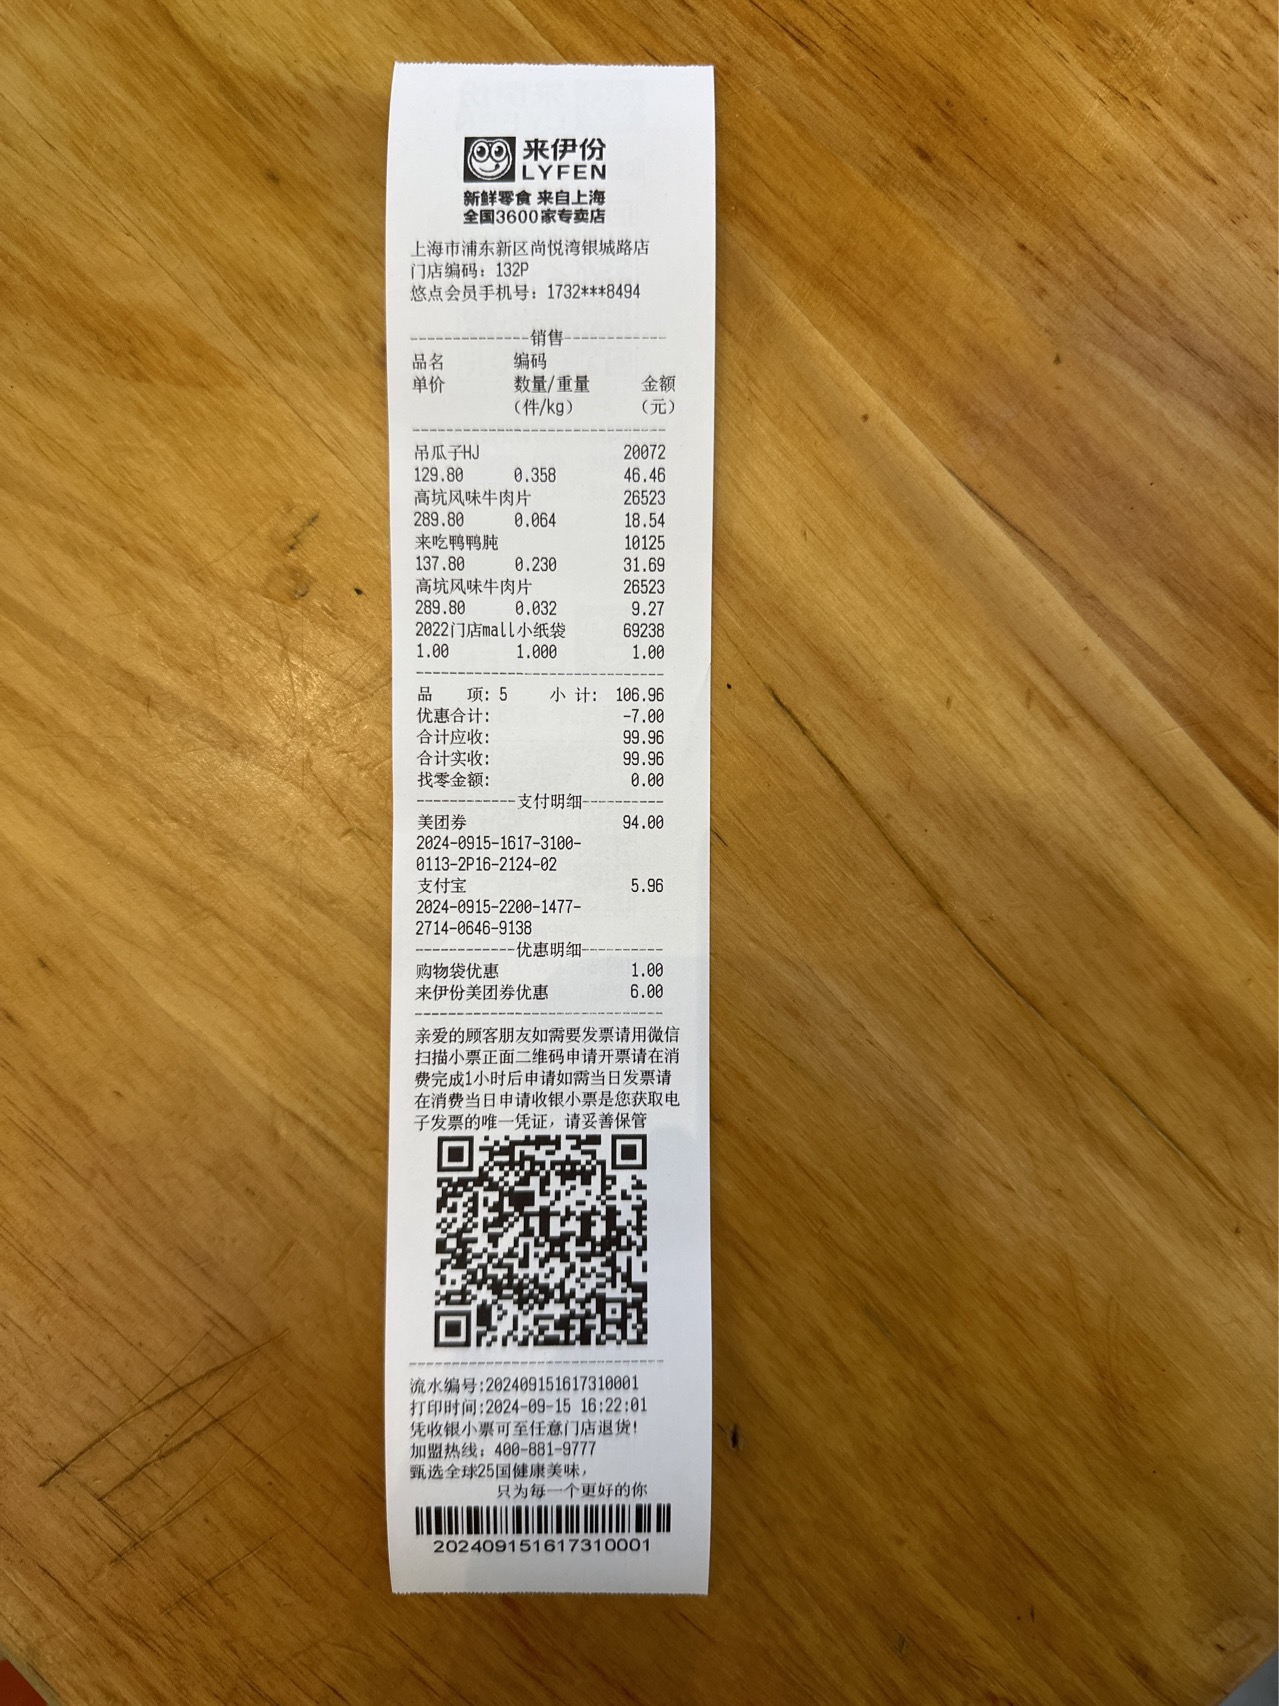 来伊份
LYFEN
新鲜零食 来自上海
全国3600家专卖店
上海市浦东新区尚悦湾银城路店
门店编码：132P
悠点会员手机号：1732***8494
--------------销售------------
品名 编码
单价 数量/重量 金额
（件/kg） （元）
------------------------------
吊瓜子HJ 20072
129.80 0.358 46.46
高坑风味牛肉片 26523
289.80 0.064 18.54
来吃鸭鸭肫 10125
137.80 0.230 31.69
高坑风味牛肉片 26523
289.80 0.032 9.27
2022门店mall小纸袋 69238
1.00 1.000 1.00
------------------------------
品 项: 5 小 计: 106.96
优惠合计: -7.00
合计应收: 99.96
合计实收: 99.96
找零金额: 0.00
------------支付明细----------
美团券 94.00
2024-0915-1617-3100-
0113-2P16-2124-02
支付宝 5.96
2024-0915-2200-1477-
2714-0646-9138
------------优惠明细----------
购物袋优惠 1.00
来伊份美团券优惠 6.00
------------------------------
亲爱的顾客朋友如需要发票请用微信
扫描小票正面二维码申请开票请在消
费完成1小时后申请如需当日发票请
在消费当日申请收银小票是您获取电
子发票的唯一凭证，请妥善保管
------------------------------
流水编号:202409151617310001
打印时间:2024-09-15 16:22:01
凭收银小票可至任意门店退货!
加盟热线：400-881-9777
甄选全球25国健康美味，
只为每一个更好的你
202409151617310001